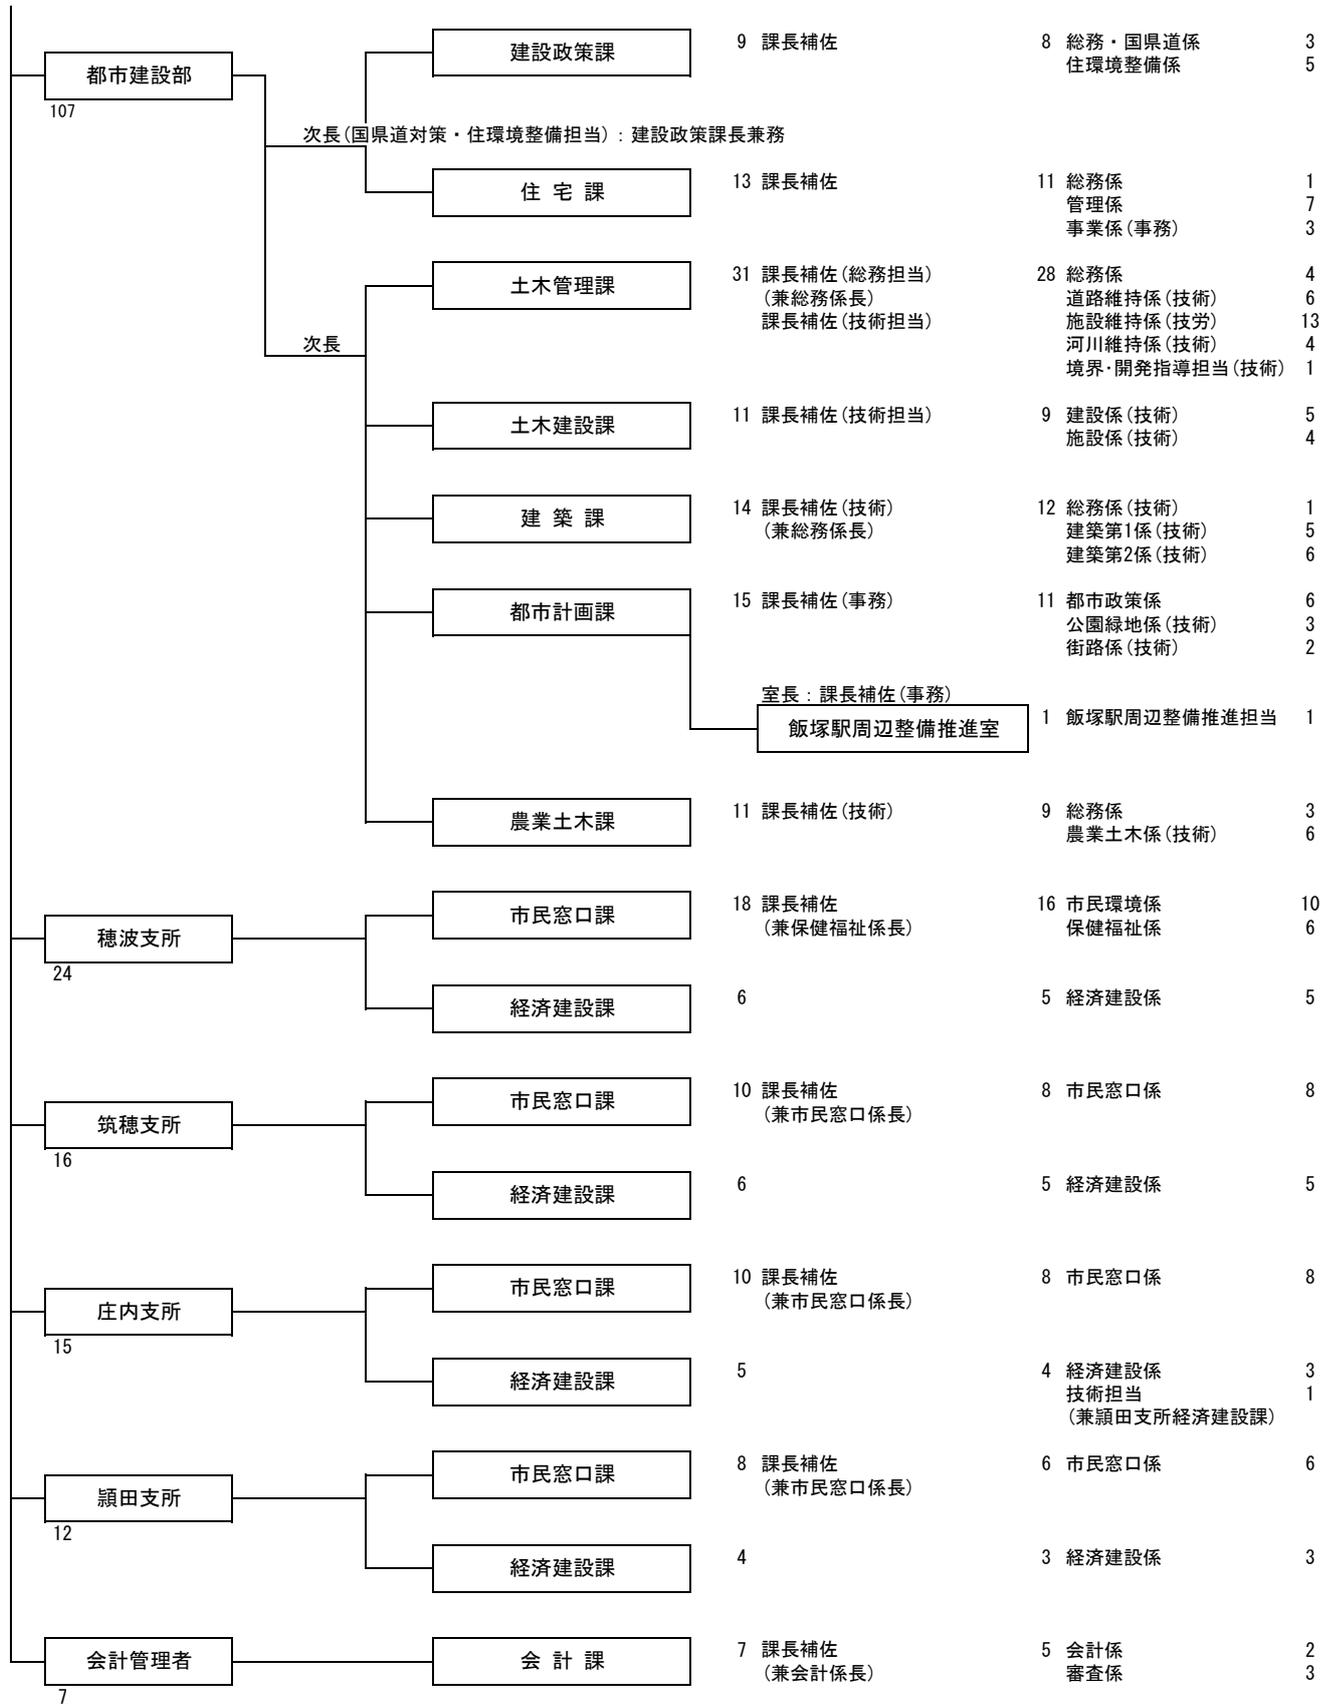 建設政策課 9 課長補佐 8 総務・国県道係 3
都市建設部 住環境整備係 5
107
次長(国県道対策・住環境整備担当)：建設政策課長兼務
住 宅 課 13 課長補佐 11 総務係 1
管理係 7
事業係(事務) 3
土木管理課 31 課長補佐(総務担当) 28 総務係 4
(兼総務係長) 道路維持係(技術) 6
課長補佐(技術担当) 施設維持係(技労) 13
次長 河川維持係(技術) 4
境界・開発指導担当(技術) 1
土木建設課 11 課長補佐(技術担当) 9 建設係(技術) 5
施設係(技術) 4
建 築 課 14 課長補佐(技術) 12 総務係(技術) 1
(兼総務係長) 建築第1係(技術) 5
建築第2係(技術) 6
都市計画課 15 課長補佐(事務) 11 都市政策係 6
公園緑地係(技術) 3
街路係(技術) 2
室長：課長補佐(事務)
飯塚駅周辺整備推進室 1 飯塚駅周辺整備推進担当 1
農業土木課 11 課長補佐(技術) 9 総務係 3
農業土木係(技術) 6
市民窓口課 18 課長補佐 16 市民環境係 10
穂波支所 (兼保健福祉係長) 保健福祉係 6
24
経済建設課 6 5 経済建設係 5
市民窓口課 10 課長補佐 8 市民窓口係 8
筑穂支所 (兼市民窓口係長)
16
経済建設課 6 5 経済建設係 5
市民窓口課 10 課長補佐 8 市民窓口係 8
庄内支所 (兼市民窓口係長)
15
経済建設課 5 4 経済建設係 3
技術担当 1
(兼頴田支所経済建設課)
市民窓口課 8 課長補佐 6 市民窓口係 6
頴田支所 (兼市民窓口係長)
12
経済建設課 4 3 経済建設係 3
会計管理者 会 計 課 7 課長補佐 5 会計係 2
(兼会計係長) 審査係 3
7